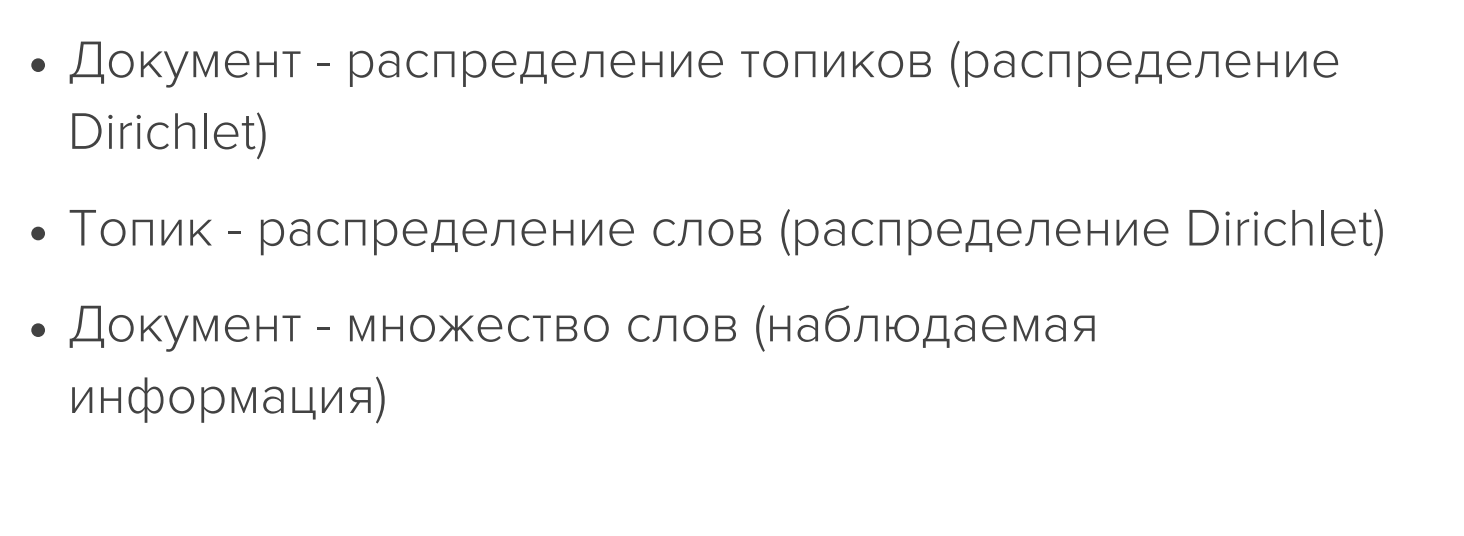 • Документ - распределение топиков (распределение
Dirichlet)
• Топик - распределение слов (распределение Dirichlet)
• Документ - множество слов (наблюдаемая
информация)